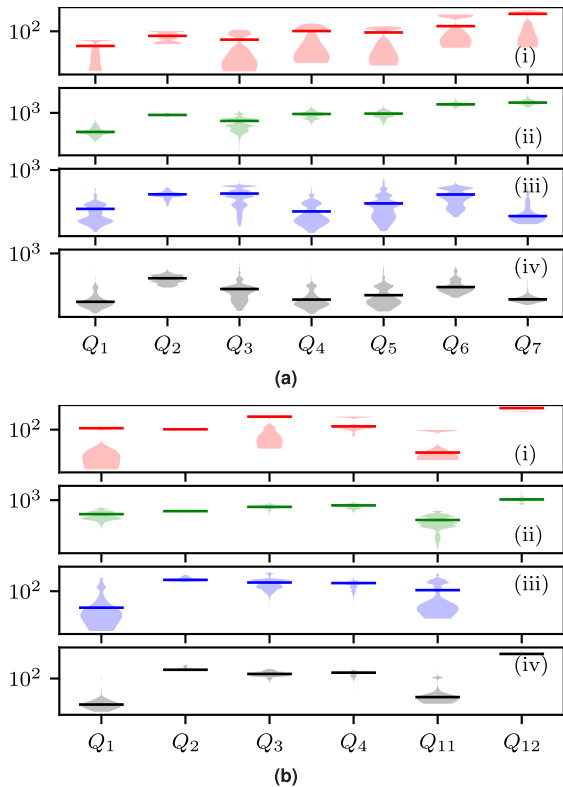 10²
(i)
10³
(ii)
10³
(iii)
10³
(iv)
Q₁ Q₂ Q₃ Q₄ Q₅ Q₆ Q₇
(a)
10²
(i)
10³
(ii)
10²
(iii)
10²
(iv)
Q₁ Q₂ Q₃ Q₄ Q₁₁ Q₁₂
(b)